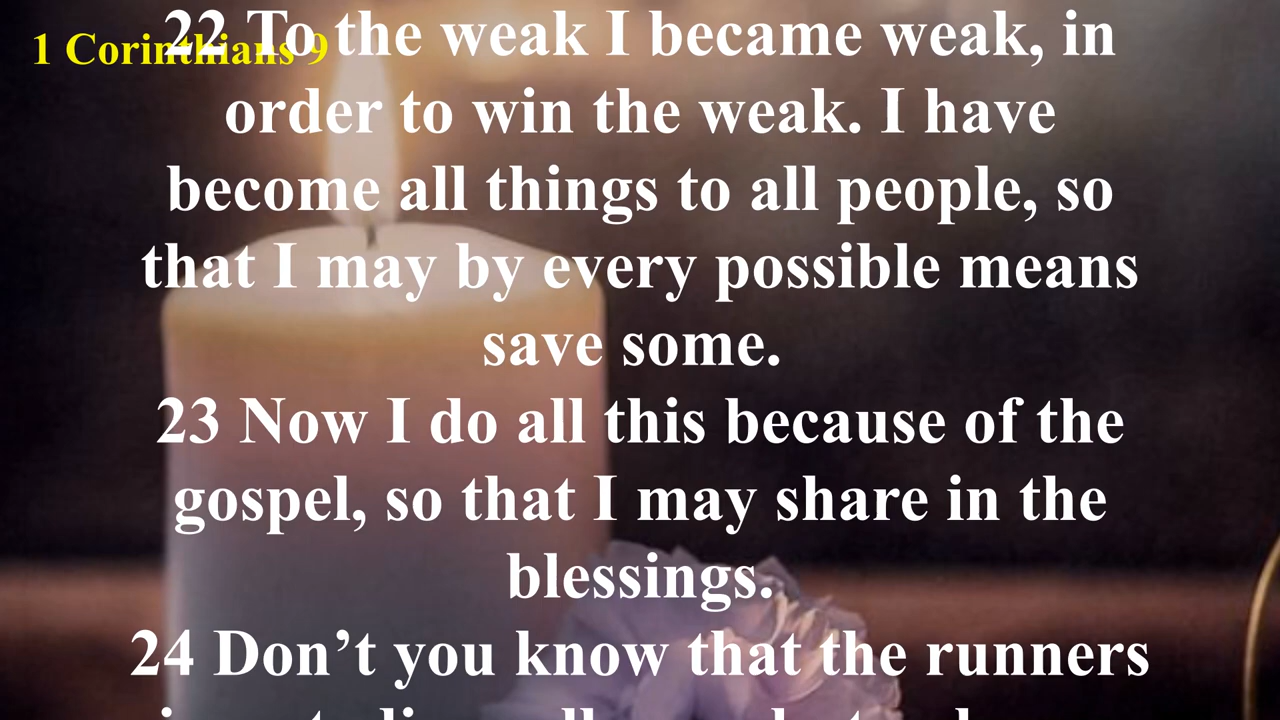 1 Corinthians 9
22 To the weak I became weak, in
order to win the weak. I have
become all things to all people, so
that I may by every possible means
save some.
23 Now I do all this because of the
gospel, so that I may share in the
blessings.
24 Don’t you know that the runners